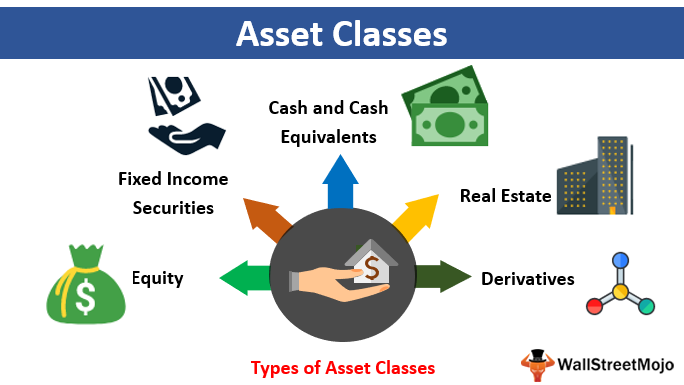 Asset Classes
Cash and Cash
Equivalents
Fixed Income
Securities
Real Estate
Equity
$
$
Derivatives
Types of Asset Classes
WallStreetMojo